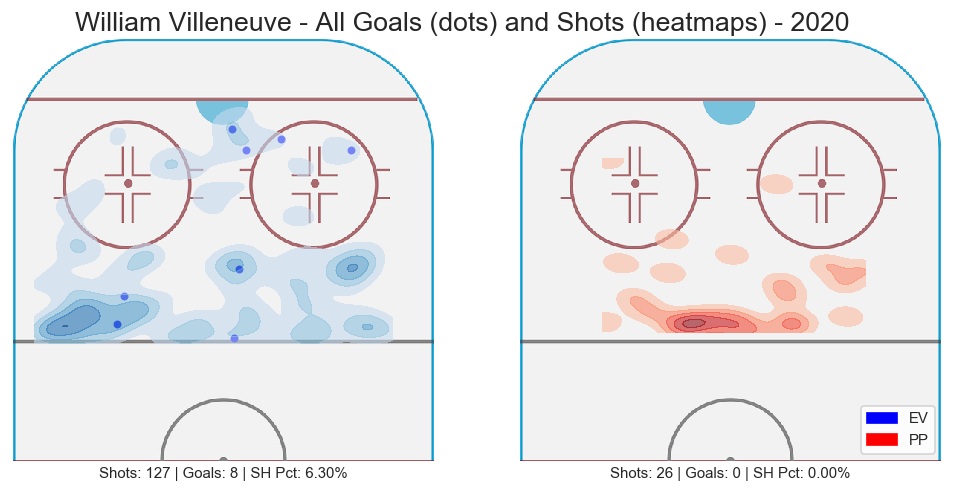 William Villeneuve - All Goals (dots) and Shots (heatmaps) - 2020
EV
PP
Shots: 127 | Goals: 8 | SH Pct: 6.30%
Shots: 26 | Goals: 0 | SH Pct: 0.00%